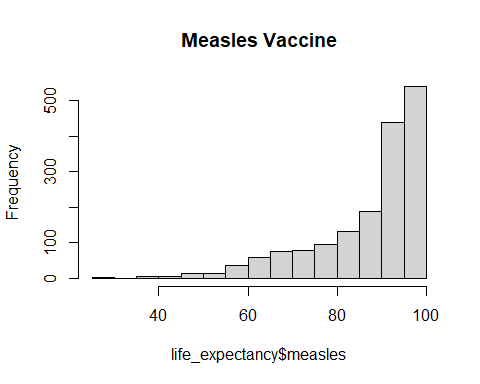 Measles Vaccine
Frequency
500
300
100
0
40 60 80 100
life_expectancy$measles